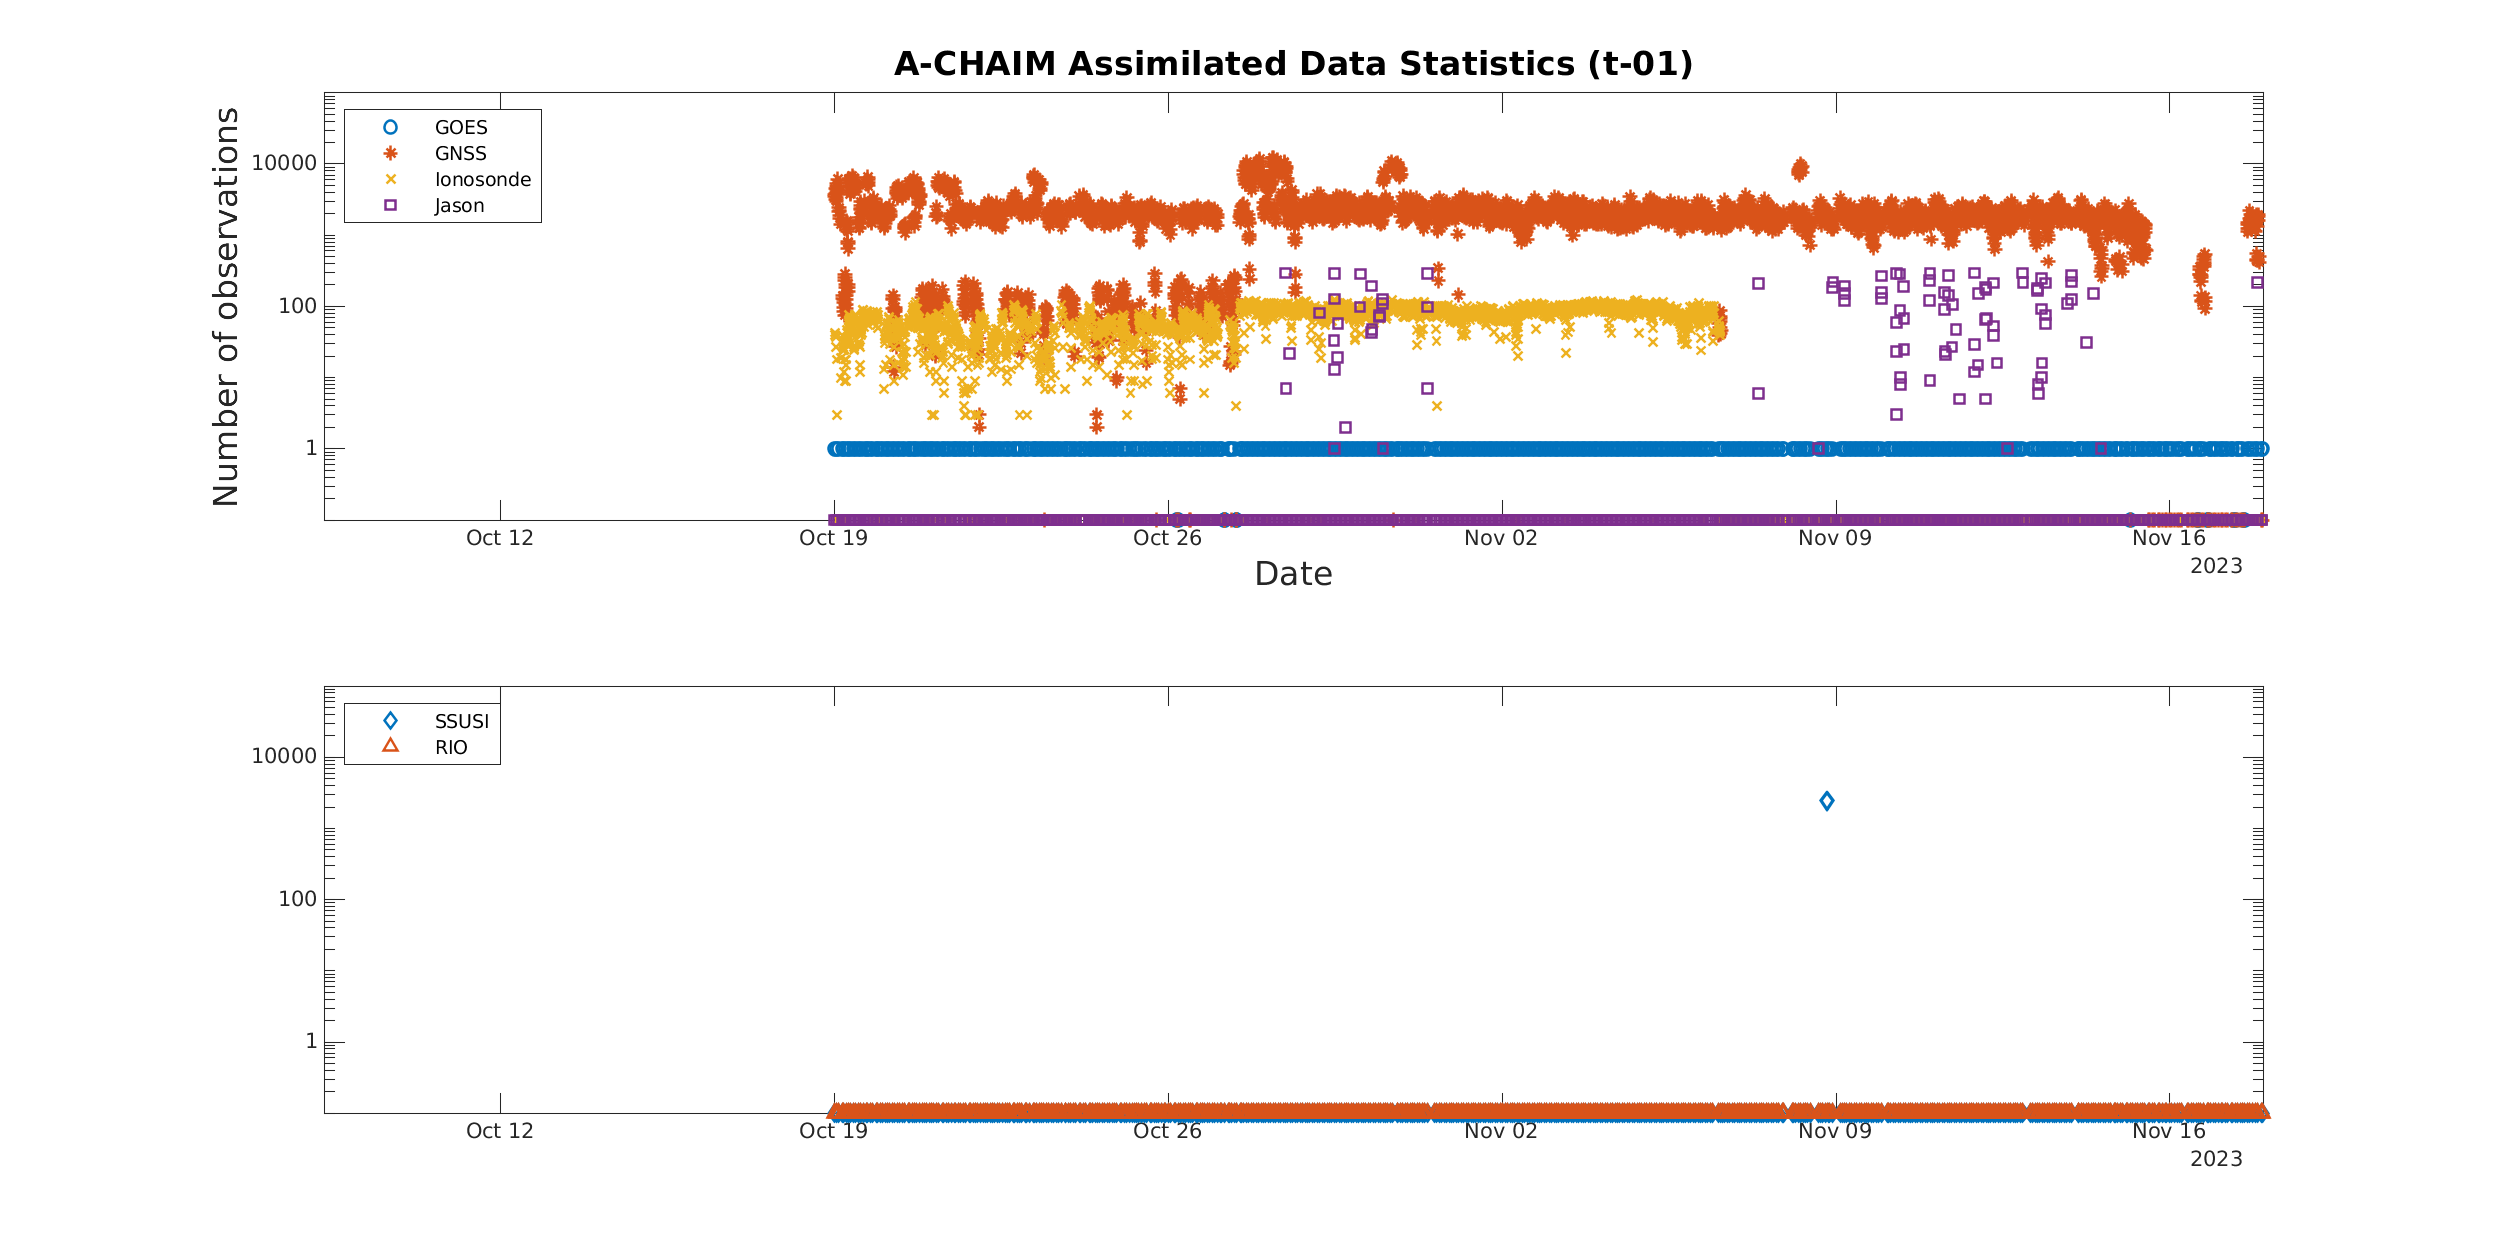 A-CHAIM Assimilated Data Statistics (t-01)
Number of observations
10000
100
1
GOES
GNSS
Ionosonde
Jason
Oct 12 Oct 19 Oct 26 Nov 02 Nov 09 Nov 16
2023
Date
10000
100
1
SSUSI
RIO
Oct 12 Oct 19 Oct 26 Nov 02 Nov 09 Nov 16
2023